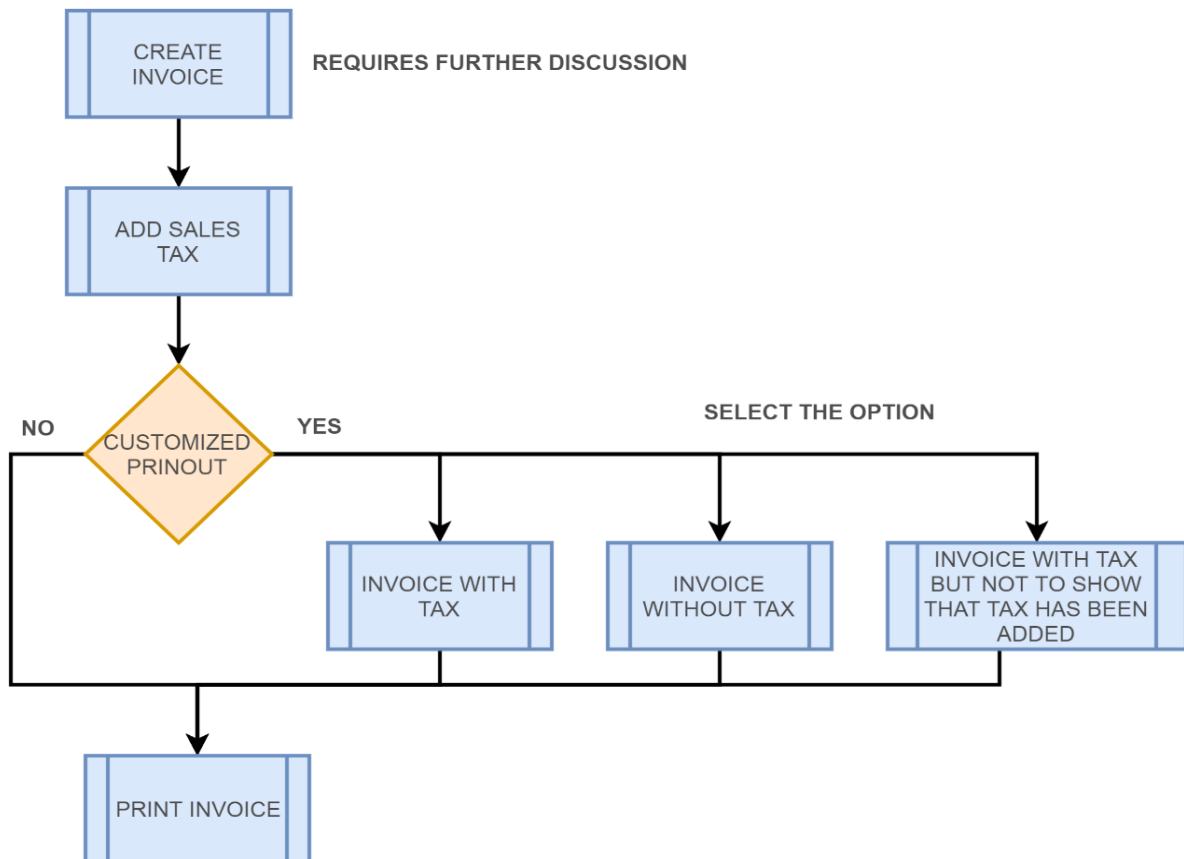 CREATE
INVOICE
REQUIRES FURTHER DISCUSSION
ADD SALES
TAX
NO
CUSTOMIZED
PRINOUT
YES
SELECT THE OPTION
INVOICE WITH
TAX
INVOICE
WITHOUT TAX
INVOICE WITH TAX
BUT NOT TO SHOW
THAT TAX HAS BEEN
ADDED
PRINT INVOICE